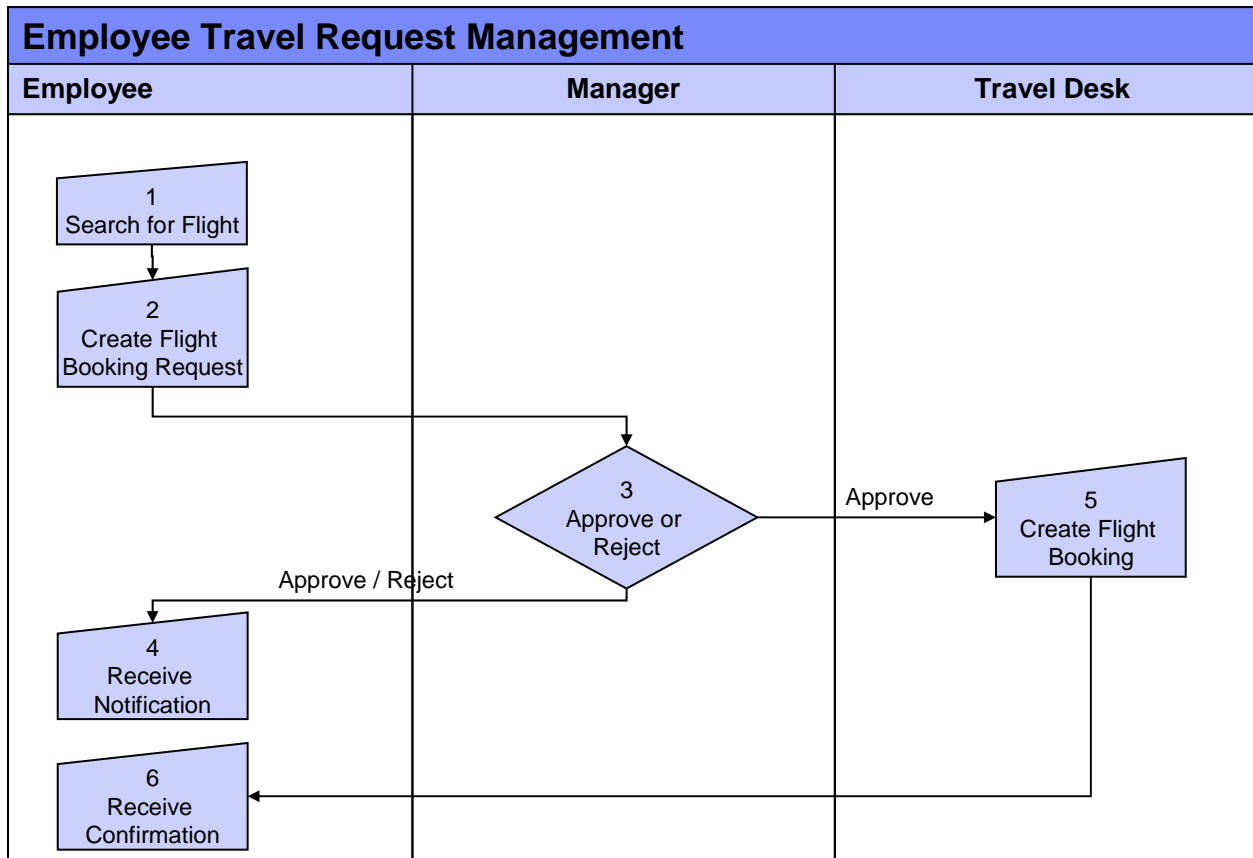 Employee Travel Request Management
Employee
Manager
Travel Desk
1
Search for Flight
2
Create Flight
Booking Request
3
Approve or
Reject
Approve
5
Create Flight
Booking
Approve / Reject
4
Receive
Notification
6
Receive
Confirmation